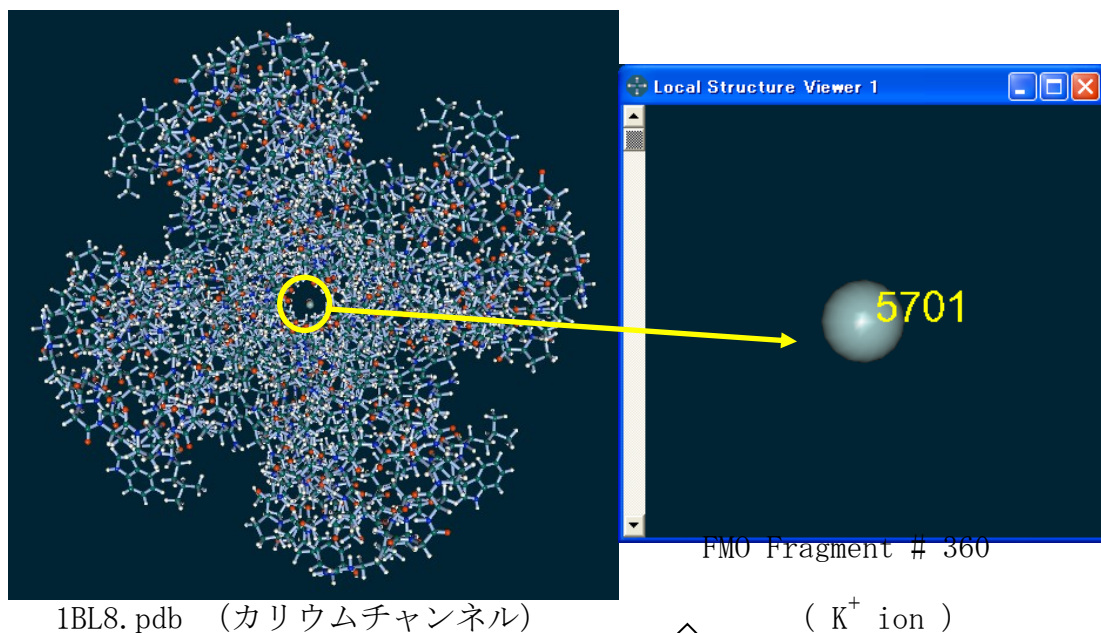 Local Structure Viewer 1
5701
FMO Fragment # 360
1BL8.pdb (カリウムチャンネル)
( K⁺ ion )